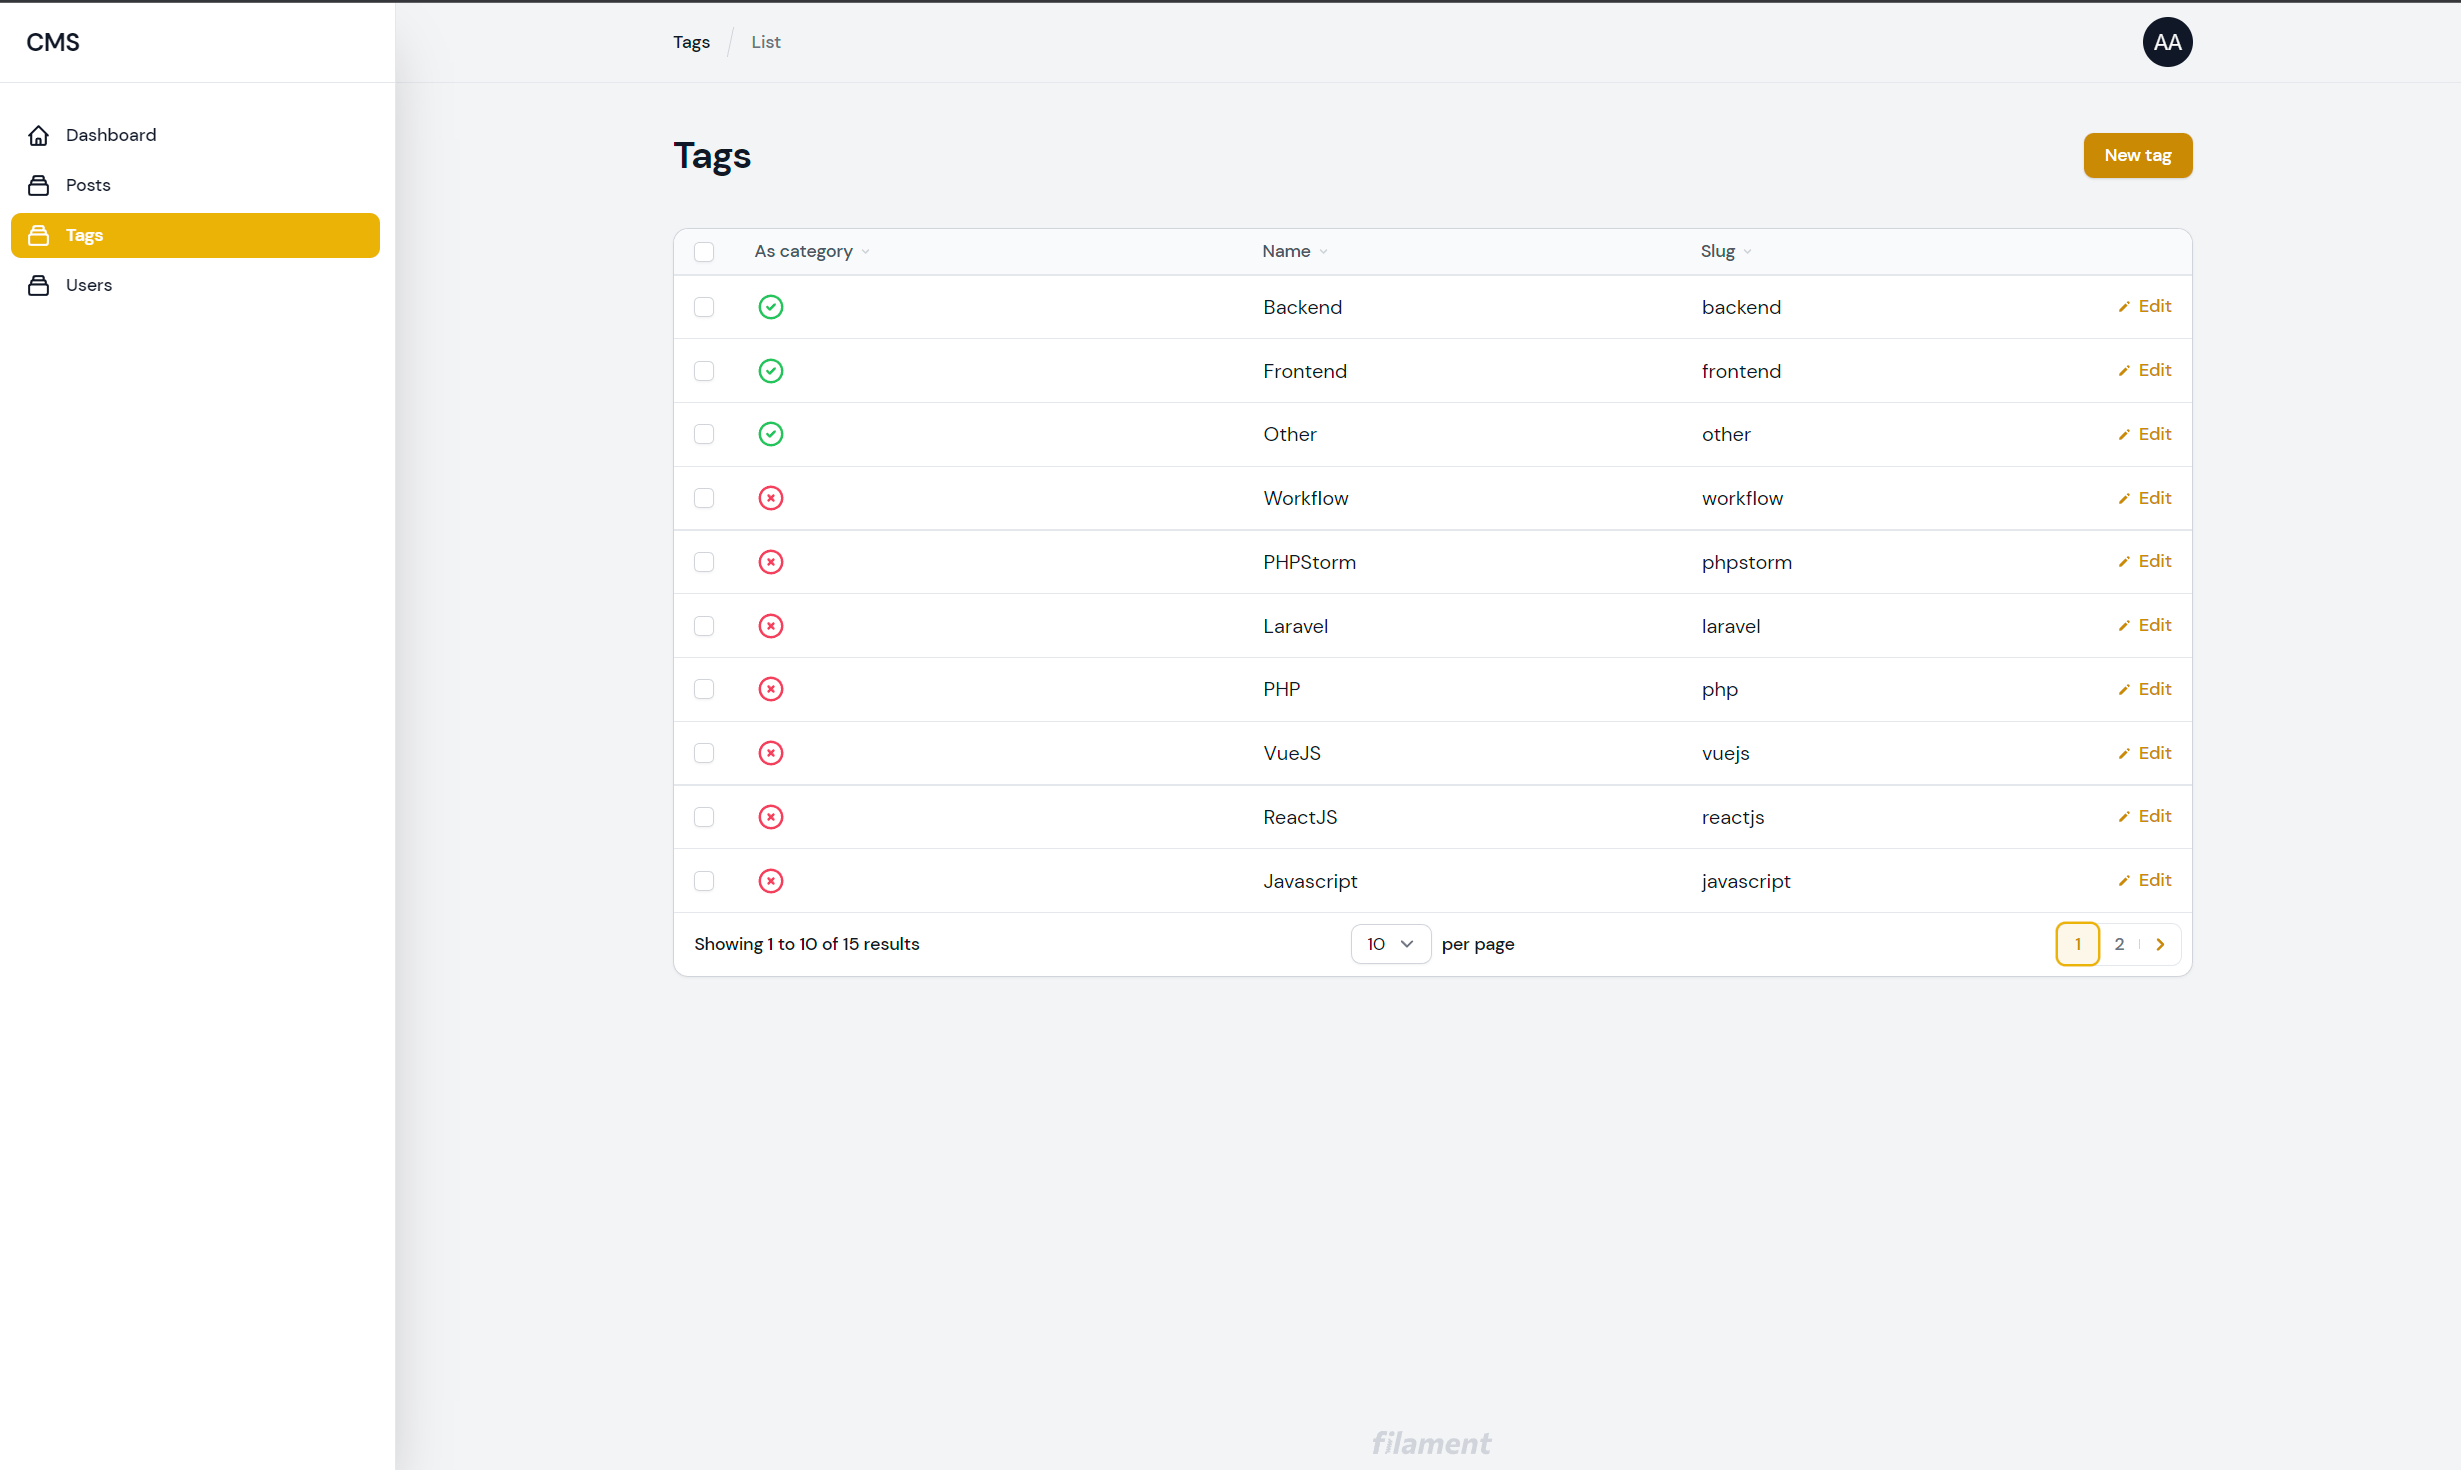 CMS
Tags / List
AA
Dashboard
Posts
Tags
Users
Tags
New tag
As category Name Slug
Backend backend Edit
Frontend frontend Edit
Other other Edit
Workflow workflow Edit
PHPStorm phpstorm Edit
Laravel laravel Edit
PHP php Edit
VueJS vuejs Edit
ReactJS reactjs Edit
Javascript javascript Edit
Showing 1 to 10 of 15 results 10 per page 1 2
filament